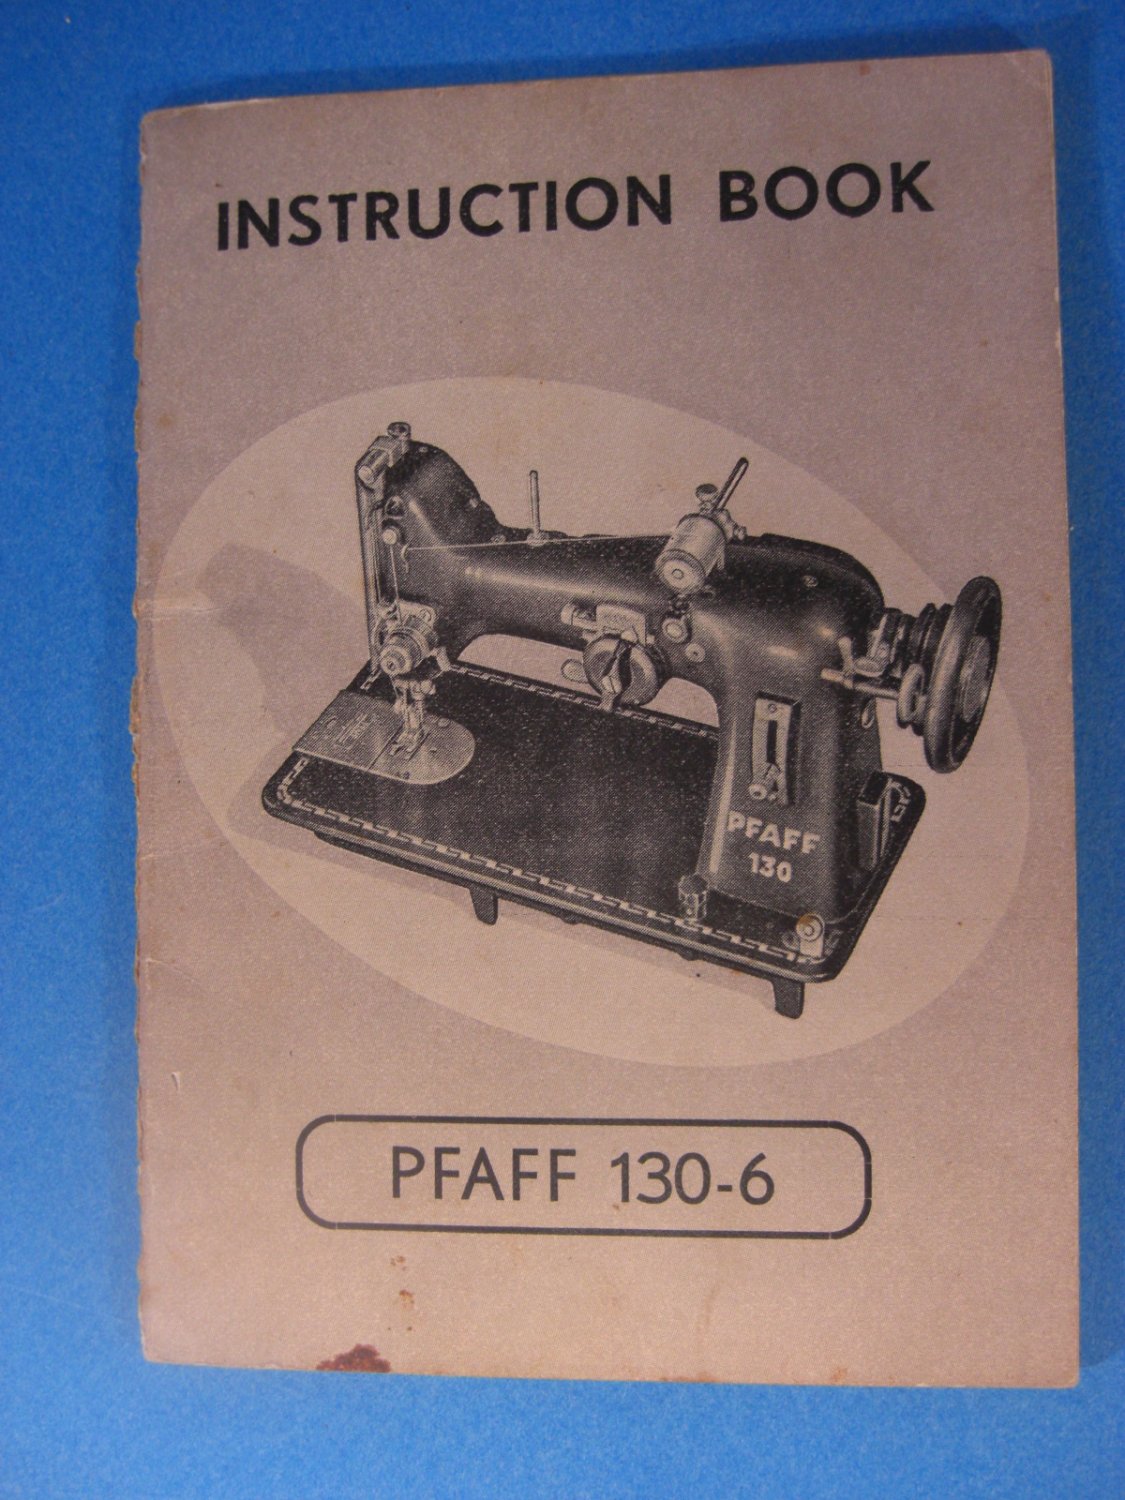 INSTRUCTION BOOK
PFAFF
130
PFAFF 130-6